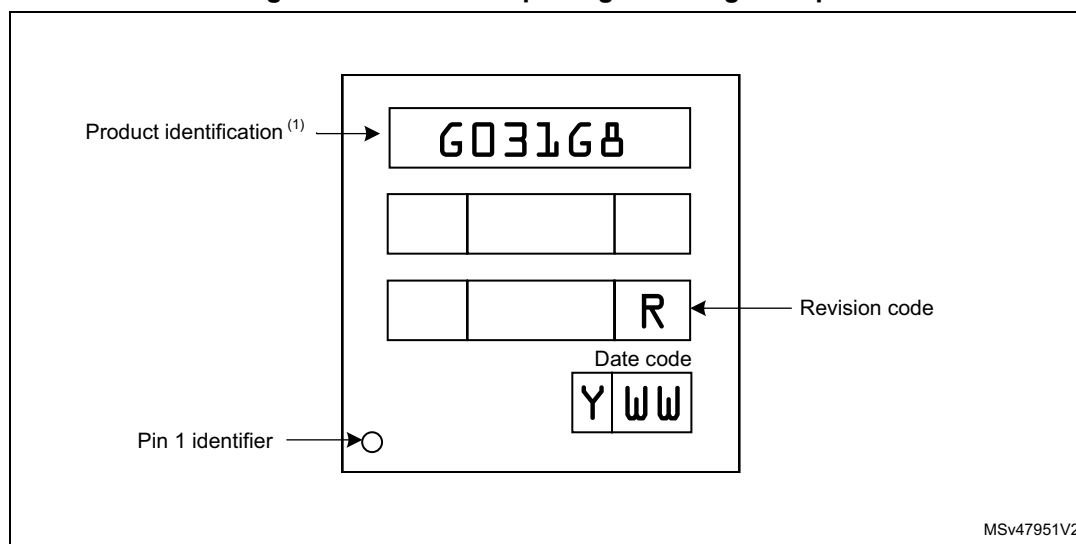 Product identification (1)
G031G8
R
Revision code
Date code
Y WW
Pin 1 identifier
MSv47951V2